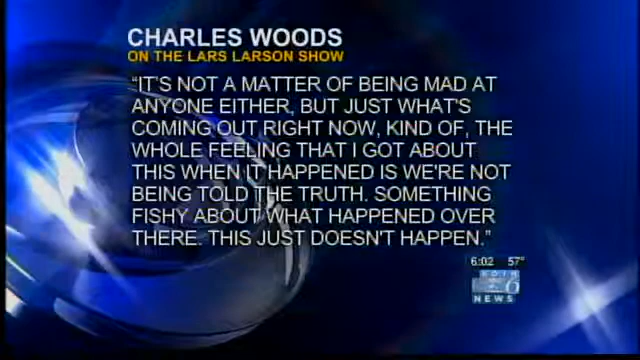 CHARLES WOODS
ON THE LARS LARSON SHOW
"IT'S NOT A MATTER OF BEING MAD AT
ANYONE EITHER, BUT JUST WHAT'S
COMING OUT RIGHT NOW, KIND OF, THE
WHOLE FEELING THAT I GOT ABOUT
THIS WHEN IT HAPPENED IS WE'RE NOT
BEING TOLD THE TRUTH. SOMETHING
FISHY ABOUT WHAT HAPPENED OVER
THERE. THIS JUST DOESN'T HAPPEN."
6:02 57°
KOIN
6
NEWS